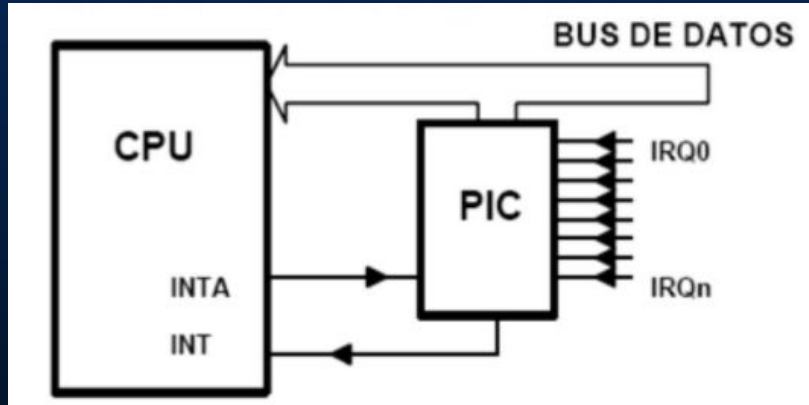 BUS DE DATOS
CPU
IRQ0
PIC
INTA
IRQn
INT